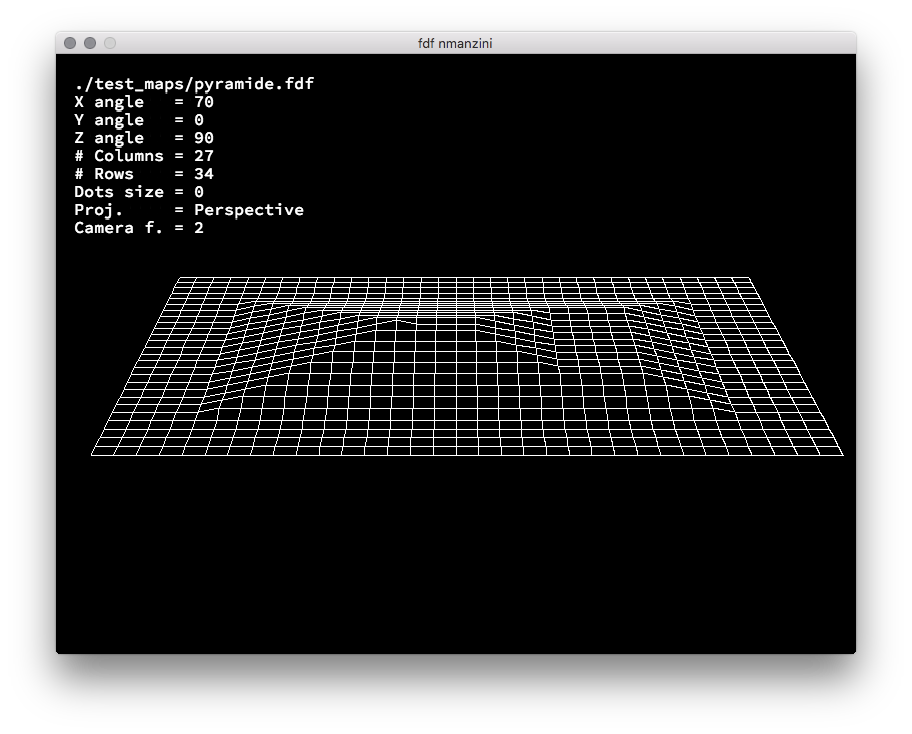 fdf nmanzini
./test_maps/pyramide.fdf
X angle   = 70
Y angle   = 0
Z angle   = 90
# Columns = 27
# Rows    = 34
Dots size = 0
Proj.     = Perspective
Camera f. = 2